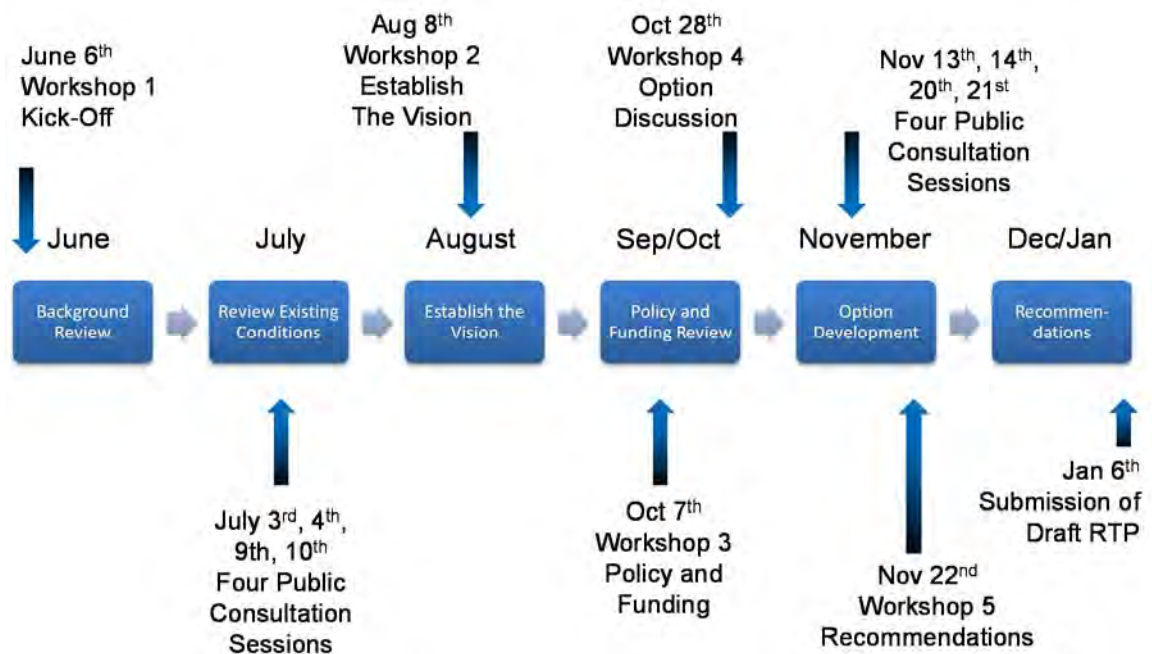 June 6th
Workshop 1
Kick-Off
Aug 8th
Workshop 2
Establish
The Vision
Oct 28th
Workshop 4
Option
Discussion
Nov 13th, 14th,
20th, 21st
Four Public
Consultation
Sessions
June
July
August
Sep/Oct
November
Dec/Jan
Background
Review
Review Existing
Conditions
Establish the
Vision
Policy and
Funding Review
Option
Development
Recommen-
dations
July 3rd, 4th,
9th, 10th
Four Public
Consultation
Sessions
Oct 7th
Workshop 3
Policy and
Funding
Nov 22nd
Workshop 5
Recommendations
Jan 6th
Submission of
Draft RTP